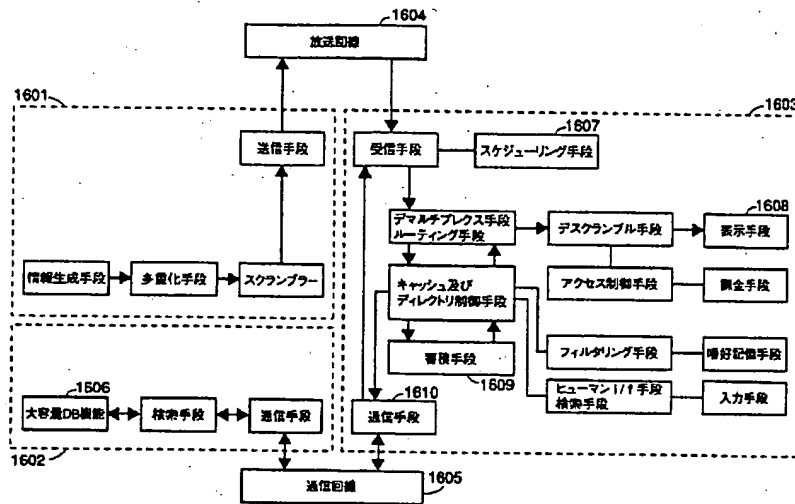 1604
放送回線
1601
1603
1607
送信手段
受信手段
スケジューリング手段
1608
デマルチプレクス手段
ルーティング手段
デスクランブル手段
表示手段
情報生成手段
多重化手段
スクランブラー
キャッシュ及び
ディレクトリ制御手段
アクセス制御手段
課金手段
蓄積手段
フィルタリング手段
嗜好記憶手段
1606
1610
1609
ヒューマンi/f手段
検索手段
入力手段
大容量DB機能
検索手段
通信手段
通信手段
1602
通信回線
1605